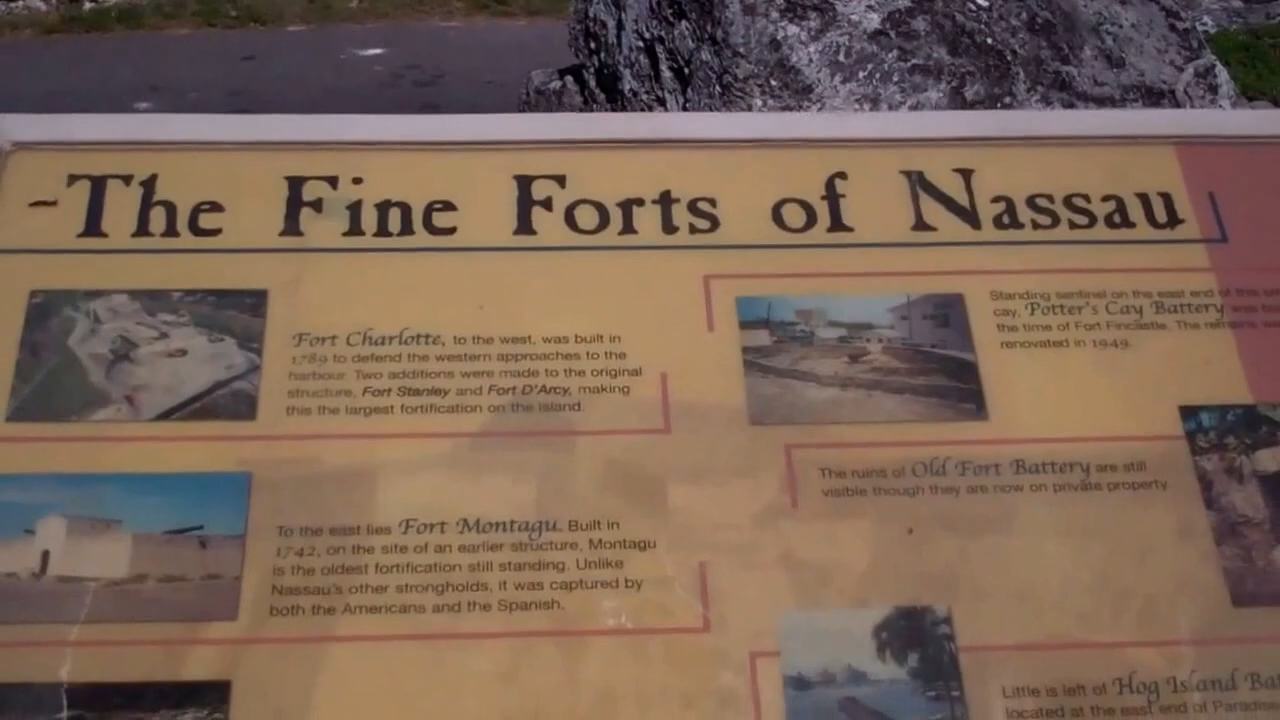 ~The Fine Forts of Nassau
Fort Charlotte, to the west, was built in
1789 to defend the western approaches to the
harbour. Two additions were made to the original
structure, Fort Stanley and Fort D'Arcy, making
this the largest fortification on the island.
To the east lies Fort Montagu. Built in
1742, on the site of an earlier structure, Montagu
is the oldest fortification still standing. Unlike
Nassau's other strongholds, it was captured by
both the Americans and the Spanish.
Standing sentinel on the east end of this
cay, Potter's Cay Battery was
the time of Fort Fincastle. The remains
renovated in 1949.
The ruins of Old Fort Battery are still
visible though they are now on private property
Little is left of Hog Island
located at the east end of